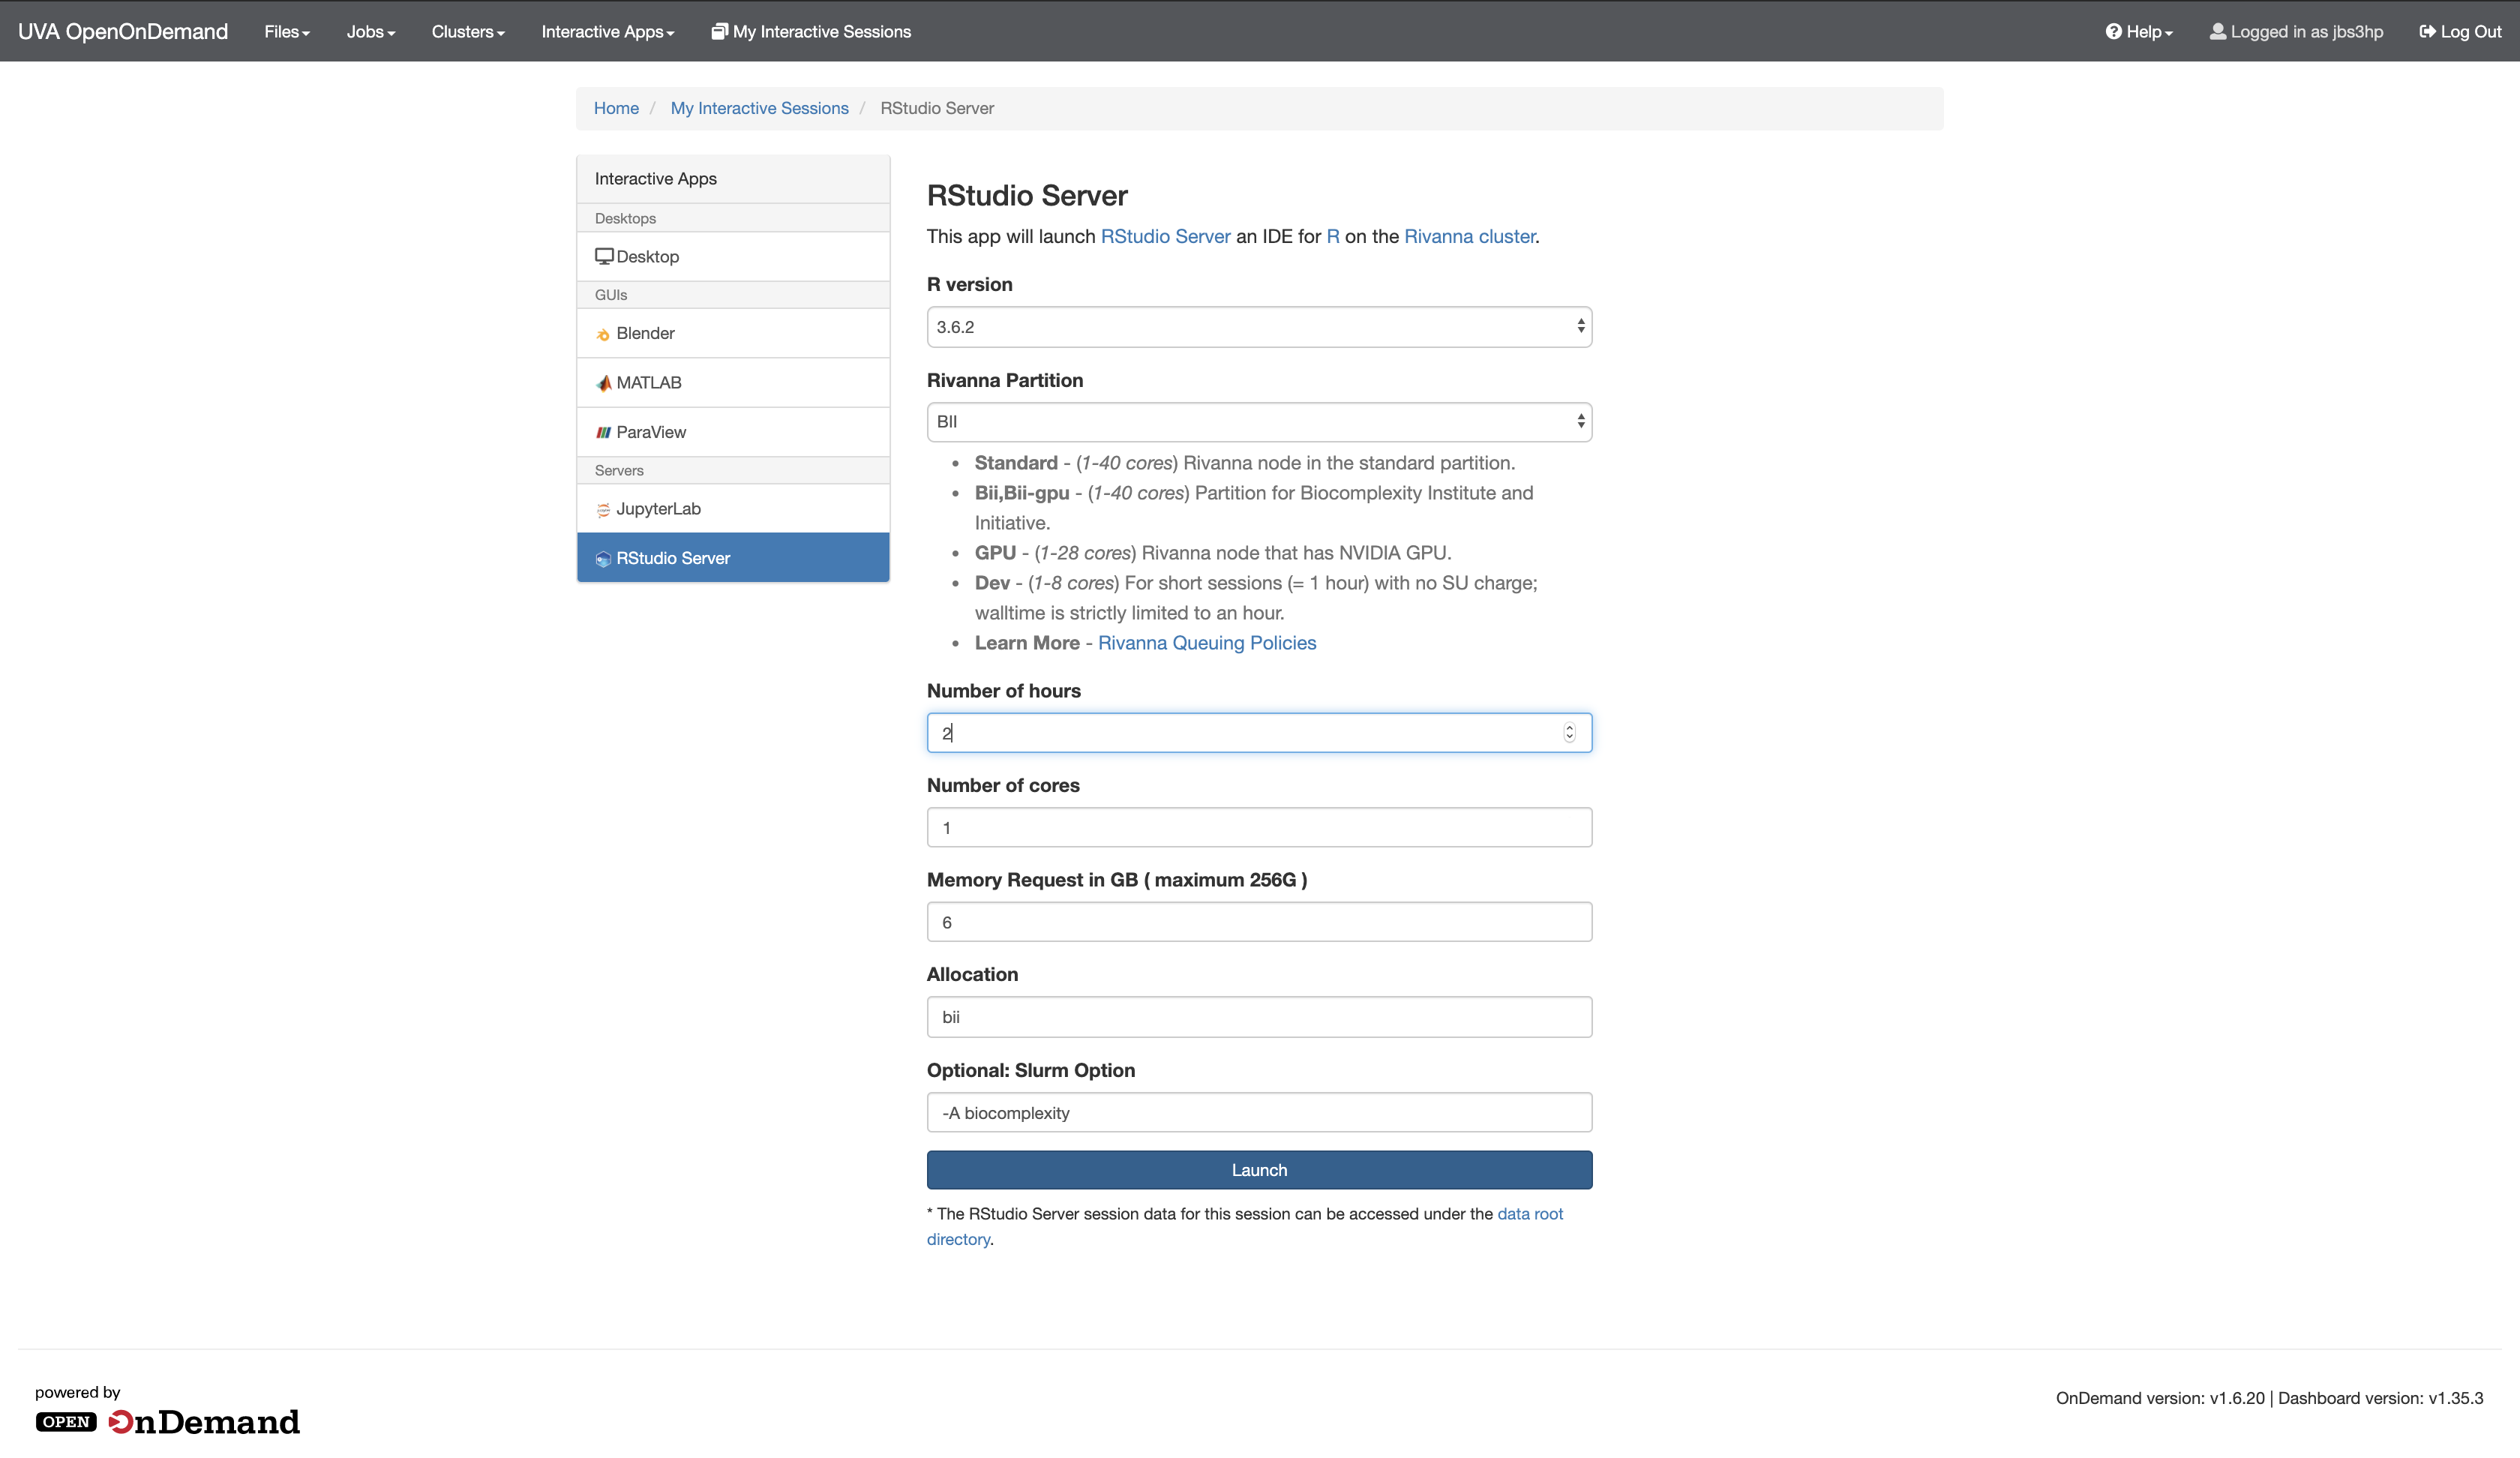 UVA OpenOnDemand Files Jobs Clusters Interactive Apps My Interactive Sessions Help Logged in as jbs3hp Log Out
Home / My Interactive Sessions / RStudio Server
Interactive Apps
Desktops
Desktop
GUIs
Blender
MATLAB
ParaView
Servers
JupyterLab
RStudio Server
RStudio Server
This app will launch RStudio Server an IDE for R on the Rivanna cluster.
R version
3.6.2
Rivanna Partition
BII
• Standard - (1-40 cores) Rivanna node in the standard partition.
• Bii,Bii-gpu - (1-40 cores) Partition for Biocomplexity Institute and
Initiative.
• GPU - (1-28 cores) Rivanna node that has NVIDIA GPU.
• Dev - (1-8 cores) For short sessions (= 1 hour) with no SU charge;
walltime is strictly limited to an hour.
• Learn More - Rivanna Queuing Policies
Number of hours
2
Number of cores
1
Memory Request in GB ( maximum 256G )
6
Allocation
bii
Optional: Slurm Option
-A biocomplexity
Launch
* The RStudio Server session data for this session can be accessed under the data root
directory.
powered by
OPEN OnDemand
OnDemand version: v1.6.20 | Dashboard version: v1.35.3